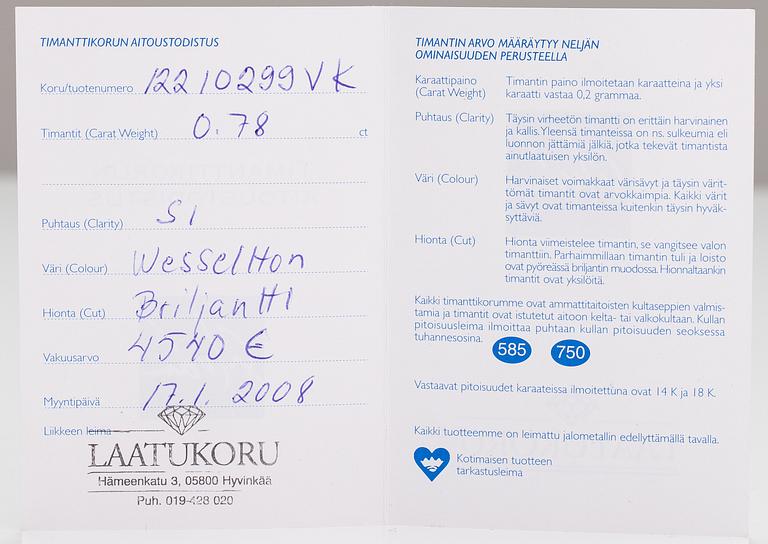 TIMANTTIKORUN AITOUSTODISTUS
Koru/tuotenumero 12210299VK
Timantit (Carat Weight) 0.78 ct
Puhtaus (Clarity) SI
Väri (Colour) Wesselton
Hionta (Cut) Briljantti
Vakuusarvo 4540 €
Myyntipäivä 17.1. 2008
Liikkeen leima
LAATUKORU
Hämeenkatu 3, 05800 Hyvinkää
Puh. 019-428 020
TIMANTIN ARVO MÄÄRÄYTYY NELJÄN
OMINAISUUDEN PERUSTEELLA
Karaattipaino
(Carat Weight)
Timantin paino ilmoitetaan karaatteina ja yksi
karaatti vastaa 0,2 grammaa.
Puhtaus (Clarity)
Täysin virheetön timantti on erittäin harvinainen
ja kallis. Yleensä timanteissa on ns. sulkeumia eli
luonnon jättämiä jälkiä, jotka tekevät timantista
ainutlaatuisen yksilön.
Väri (Colour)
Harvinaiset voimakkaat värisävyt ja täysin värit-
tömät timantit ovat arvokkaimpia. Kaikki värit
ja sävyt ovat timanteissa kuitenkin täysin hyväk-
syttäviä.
Hionta (Cut)
Hionta viimeistelee timantin, se vangitsee valon
timanttiin. Parhaimmillaan timantin tuli ja loisto
ovat pyöreässä briljantin muodossa. Hionnaltaankin
timantit ovat yksilöitä.
Kaikki timanttikorumme ovat ammattitaitoisten kultaseppien valmis-
tamia ja timantit ovat istutetut aitoon kelta- tai valkokultaan. Kullan
pitoisuusleima ilmoittaa puhtaan kullan pitoisuuden seoksessa
tuhannesosina.
585 750
Vastaavat pitoisuudet karaateissa ilmoitettuna ovat 14 K ja 18 K.
Kaikki tuotteemme on leimattu jalometallin edellyttämällä tavalla.
Kotimaisen tuotteen
tarkastusleima